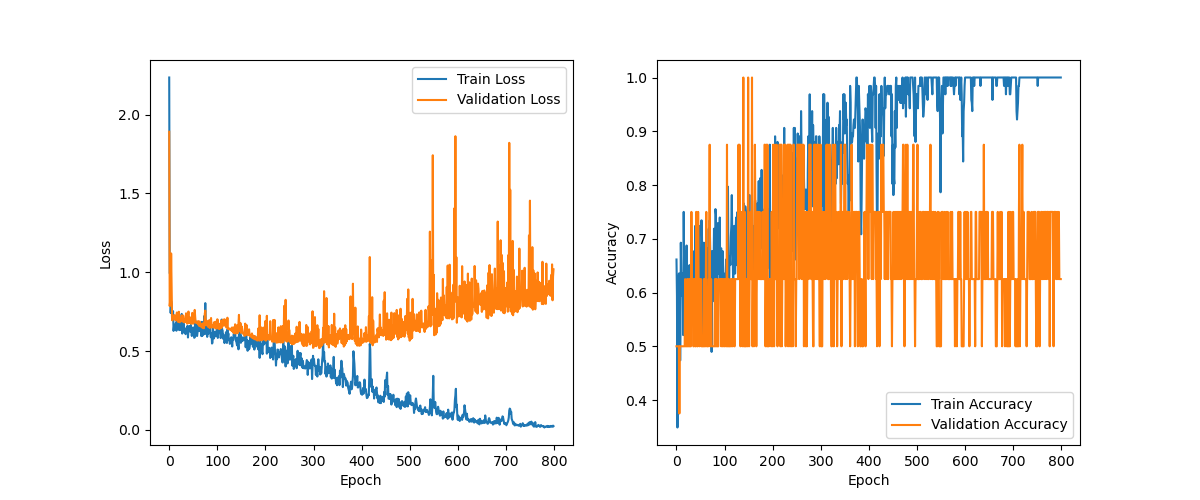 2.0
1.5
1.0
0.5
0.0
Loss
0 100 200 300 400 500 600 700 800
Epoch
Train Loss
Validation Loss
1.0
0.9
0.8
0.7
0.6
0.5
0.4
Accuracy
0 100 200 300 400 500 600 700 800
Epoch
Train Accuracy
Validation Accuracy